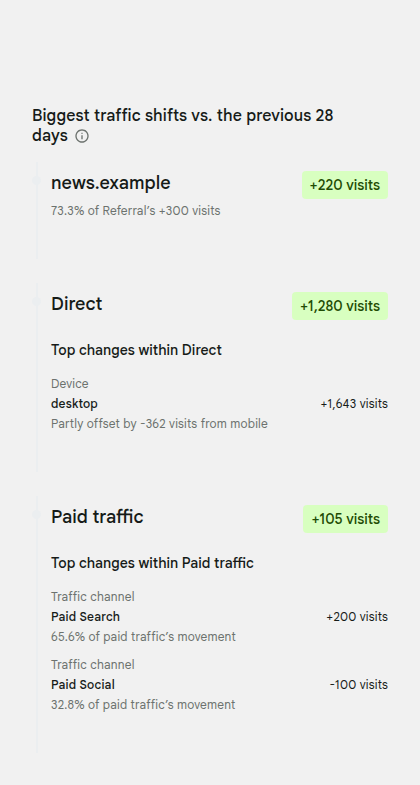 Biggest traffic shifts vs. the previous 28
days
news.example
+220 visits
73.3% of Referral's +300 visits
Direct
+1,280 visits
Top changes within Direct
Device
desktop
+1,643 visits
Partly offset by -362 visits from mobile
Paid traffic
+105 visits
Top changes within Paid traffic
Traffic channel
Paid Search
+200 visits
65.6% of paid traffic's movement
Traffic channel
Paid Social
-100 visits
32.8% of paid traffic's movement